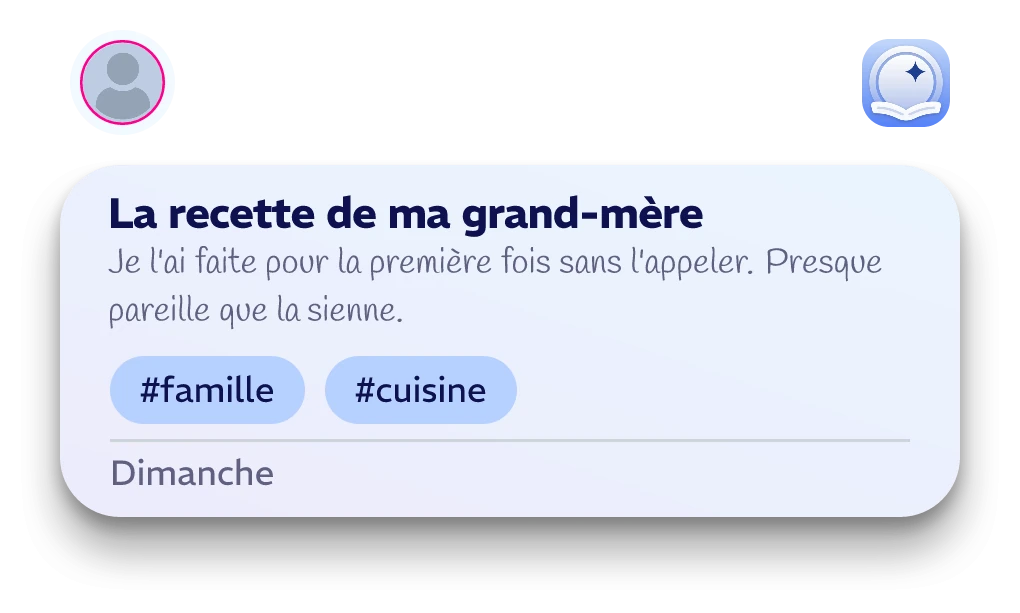 La recette de ma grand-mère
Je l'ai faite pour la première fois sans l'appeler. Presque
pareille que la sienne.
#famille #cuisine
Dimanche